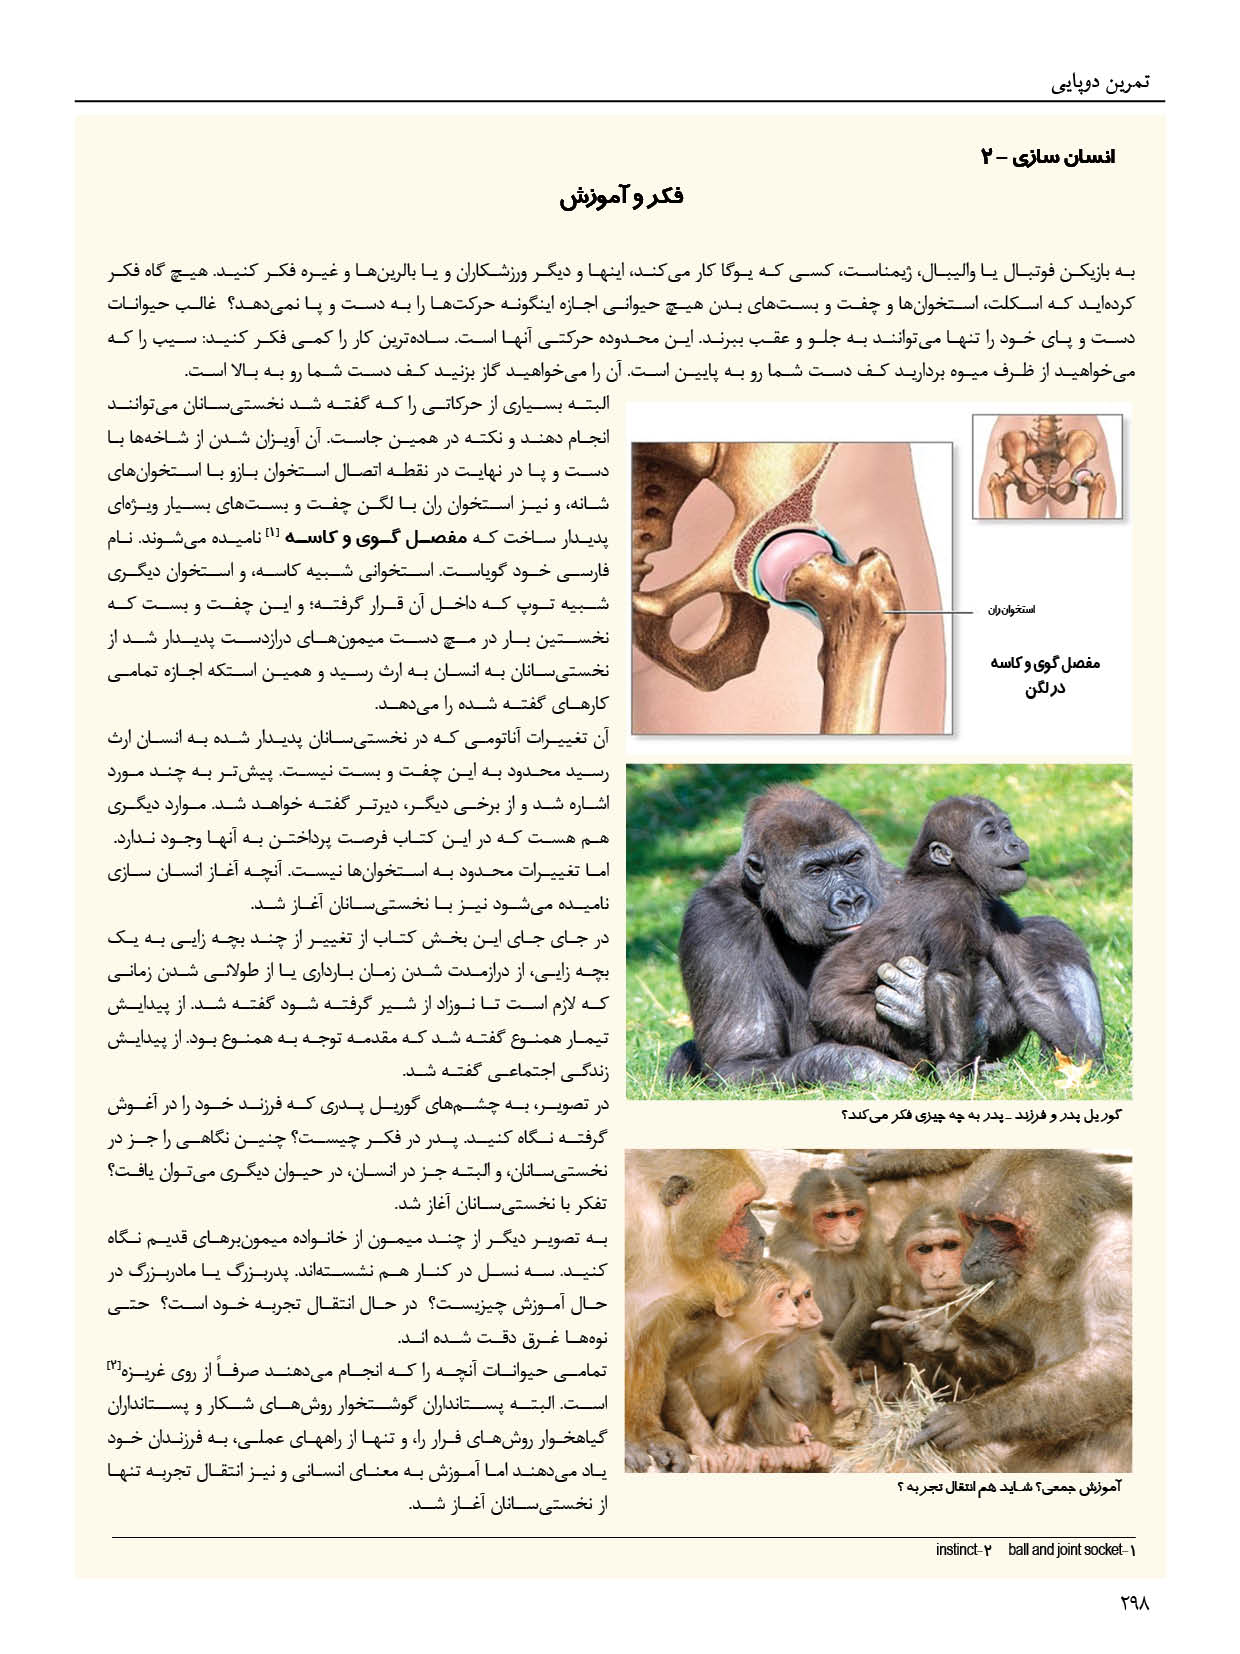 تمرین دوپایی
انسان سازی – ۲
فکر و آموزش
به بازیکن فوتبال یا والیبال، ژیمناست، کسی که یوگا کار می‌کند، اینها و دیگر ورزشکاران و یا بالرین‌ها و غیره فکر کنید. هیچ گاه فکر
کرده‌اید که اسکلت، استخوان‌ها و چفت و بست‌های بدن هیچ حیوانی اجازه اینگونه حرکت‌ها را به دست و پا نمی‌دهد؟ غالب حیوانات
دست و پای خود را تنها می‌توانند به جلو و عقب ببرند. این محدوده حرکتی آنها است. ساده‌ترین کار را کمی فکر کنید: سیب را که
می‌خواهید از ظرف میوه بردارید کف دست شما رو به پایین است. آن را می‌خواهید گاز بزنید کف دست شما رو به بالا است.
البته بسیاری از حرکاتی را که گفته شد نخستی‌سانان می‌توانند
انجام دهند و نکته در همین جاست. آن آویزان شدن از شاخه‌ها با
دست و پا در نهایت در نقطه اتصال استخوان بازو با استخوان‌های
شانه، و نیز استخوان ران با لگن چفت و بست‌های بسیار ویژه‌ای
پدیدار ساخت که مفصل گوی و کاسه [۱] نامیده می‌شوند. نام
فارسی خود گویاست. استخوانی شبیه کاسه، و استخوان دیگری
شبیه توپ که داخل آن قرار گرفته؛ و این چفت و بست که
نخستین بار در مچ دست میمون‌های درازدست پدیدار شد از
نخستی‌سانان به انسان به ارث رسید و همین استکه اجازه تمامی
کارهای گفته شده را می‌دهد.
آن تغییرات آناتومی که در نخستی‌سانان پدیدار شده به انسان ارث
رسید محدود به این چفت و بست نیست. پیش‌تر به چند مورد
اشاره شد و از برخی دیگر، دیرتر گفته خواهد شد. موارد دیگری
هم هست که در این کتاب فرصت پرداختن به آنها وجود ندارد.
اما تغییرات محدود به استخوان‌ها نیست. آنچه آغاز انسان سازی
نامیده می‌شود نیز با نخستی‌سانان آغاز شد.
در جای جای این بخش کتاب از تغییر از چند بچه زایی به یک
بچه زایی، از درازمدت شدن زمان بارداری یا از طولانی شدن زمانی
که لازم است تا نوزاد از شیر گرفته شود گفته شد. از پیدایش
تیمار همنوع گفته شد که مقدمه توجه به همنوع بود. از پیدایش
زندگی اجتماعی گفته شد.
در تصویر، به چشم‌های گوریل پدری که فرزند خود را در آغوش
گرفته نگاه کنید. پدر در فکر چیست؟ چنین نگاهی را جز در
نخستی‌سانان، و البته جز در انسان، در حیوان دیگری می‌توان یافت؟
تفکر با نخستی‌سانان آغاز شد.
به تصویر دیگر از چند میمون از خانواده میمون‌برهای قدیم نگاه
کنید. سه نسل در کنار هم نشسته‌اند. پدربزرگ یا مادربزرگ در
حال آموزش چیزیست؟ در حال انتقال تجربه خود است؟ حتی
نوه‌ها غرق دقت شده اند.
تمامی حیوانات آنچه را که انجام می‌دهند صرفاً از روی غریزه[۲]
است. البته پستانداران گوشتخوار روش‌های شکار و پستانداران
گیاهخوار روش‌های فرار را، و تنها از راههای عملی، به فرزندان خود
یاد می‌دهند اما آموزش به معنای انسانی و نیز انتقال تجربه تنها
از نخستی‌سانان آغاز شد.
استخوان ران
مفصل گوی و کاسه
در لگن
گوریل پدر و فرزند - پدر به چه چیزی فکر می‌کند؟
آموزش جمعی؟ شاید هم انتقال تجربه ؟
۱- ball and joint socket ۲- instinct
۲۹۸